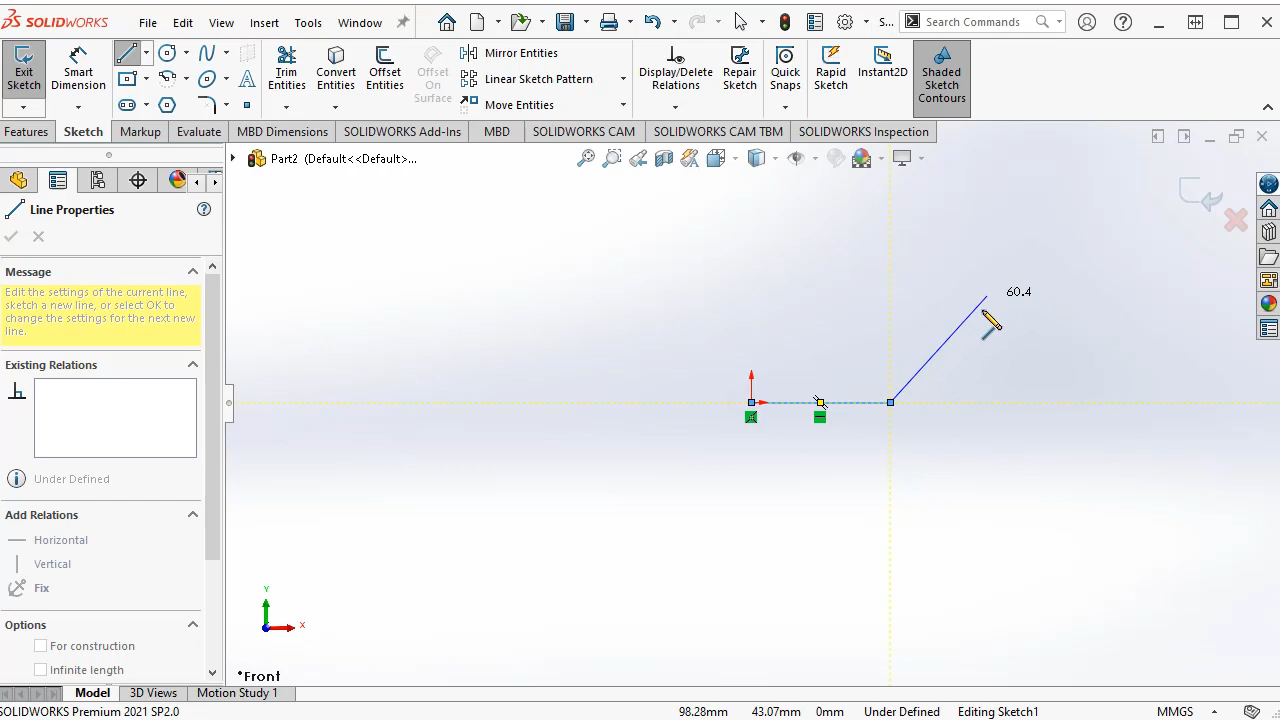 SOLIDWORKS File Edit View Insert Tools Window S... Search Commands
Exit Sketch
Smart Dimension
Trim Entities
Convert Entities
Offset Entities
Offset On Surface
Mirror Entities
Linear Sketch Pattern
Move Entities
Display/Delete Relations
Repair Sketch
Quick Snaps
Rapid Sketch
Instant2D
Shaded Sketch Contours
Features Sketch Markup Evaluate MBD Dimensions SOLIDWORKS Add-Ins MBD SOLIDWORKS CAM SOLIDWORKS CAM TBM SOLIDWORKS Inspection
Part2 (Default<<Default>...
Line Properties
Message
Edit the settings of the current line,
sketch a new line, or select OK to
change the settings for the next new
line.
Existing Relations
Under Defined
Add Relations
Horizontal
Vertical
Fix
Options
For construction
Infinite length
60.4
Y
X
*Front
Model 3D Views Motion Study 1
SOLIDWORKS Premium 2021 SP2.0 98.28mm 43.07mm 0mm Under Defined Editing Sketch1 MMGS